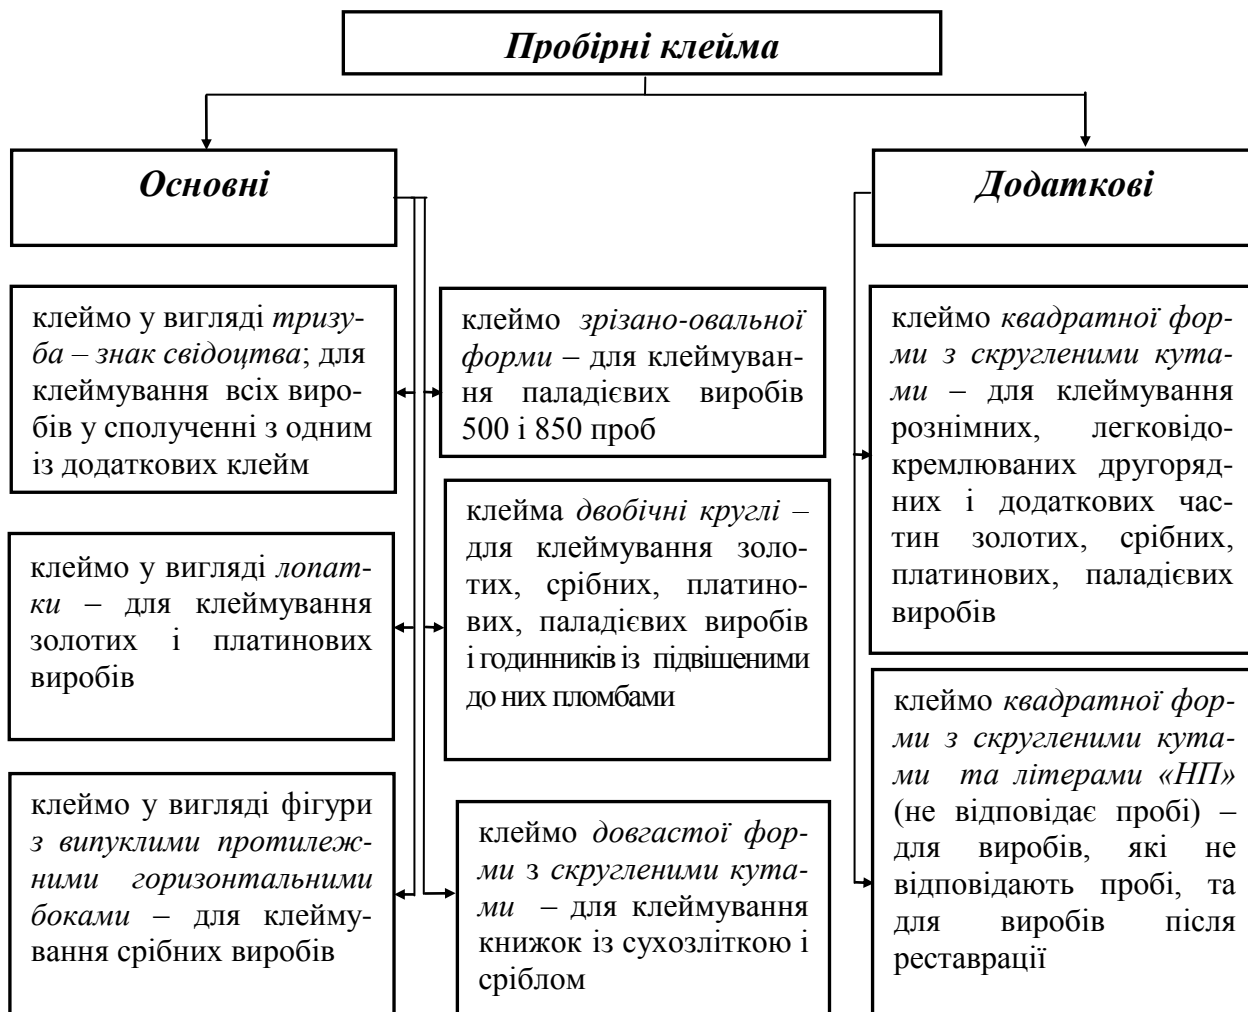 Пробірні клейма
Основні
Додаткові
клеймо у вигляді тризу-
ба – знак свідоцтва; для
клеймування всіх виро-
бів у сполученні з одним
із додаткових клейм
клеймо у вигляді лопат-
ки – для клеймування
золотих і платинових
виробів
клеймо у вигляді фігури
з випуклими протилеж-
ними горизонтальними
боками – для клейму-
вання срібних виробів
клеймо зрізано-овальної
форми – для клеймуван-
ня паладієвих виробів
500 і 850 проб
клейма двобічні круглі –
для клеймування золо-
тих, срібних, платино-
вих, паладієвих виробів
і годинників із підвішеними
до них пломбами
клеймо довгастої фор-
ми з скругленими кута-
ми – для клеймування
книжок із сухозліткою і
сріблом
клеймо квадратної фор-
ми з скругленими кута-
ми – для клеймування
рознімних, легковідо-
кремлюваних другоряд-
них і додаткових час-
тин золотих, срібних,
платинових, паладієвих
виробів
клеймо квадратної фор-
ми з скругленими кута-
ми та літерами «НП»
(не відповідає пробі) –
для виробів, які не
відповідають пробі, та
для виробів після
реставрації